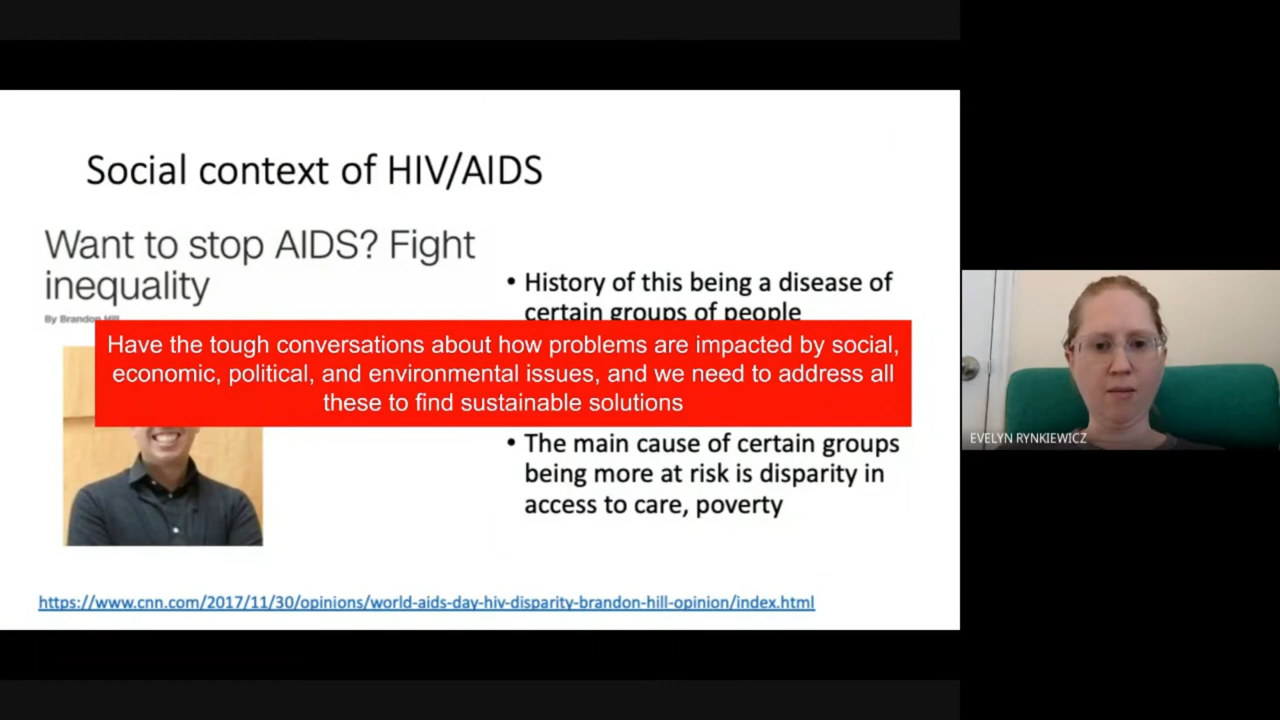 Social context of HIV/AIDS
Want to stop AIDS? Fight
inequality
By Brandon Hill
• History of this being a disease of
certain groups of people
Have the tough conversations about how problems are impacted by social,
economic, political, and environmental issues, and we need to address all
these to find sustainable solutions
• The main cause of certain groups
being more at risk is disparity in
access to care, poverty
https://www.cnn.com/2017/11/30/opinions/world-aids-day-hiv-disparity-brandon-hill-opinion/index.html
EVELYN RYNKIEWICZ